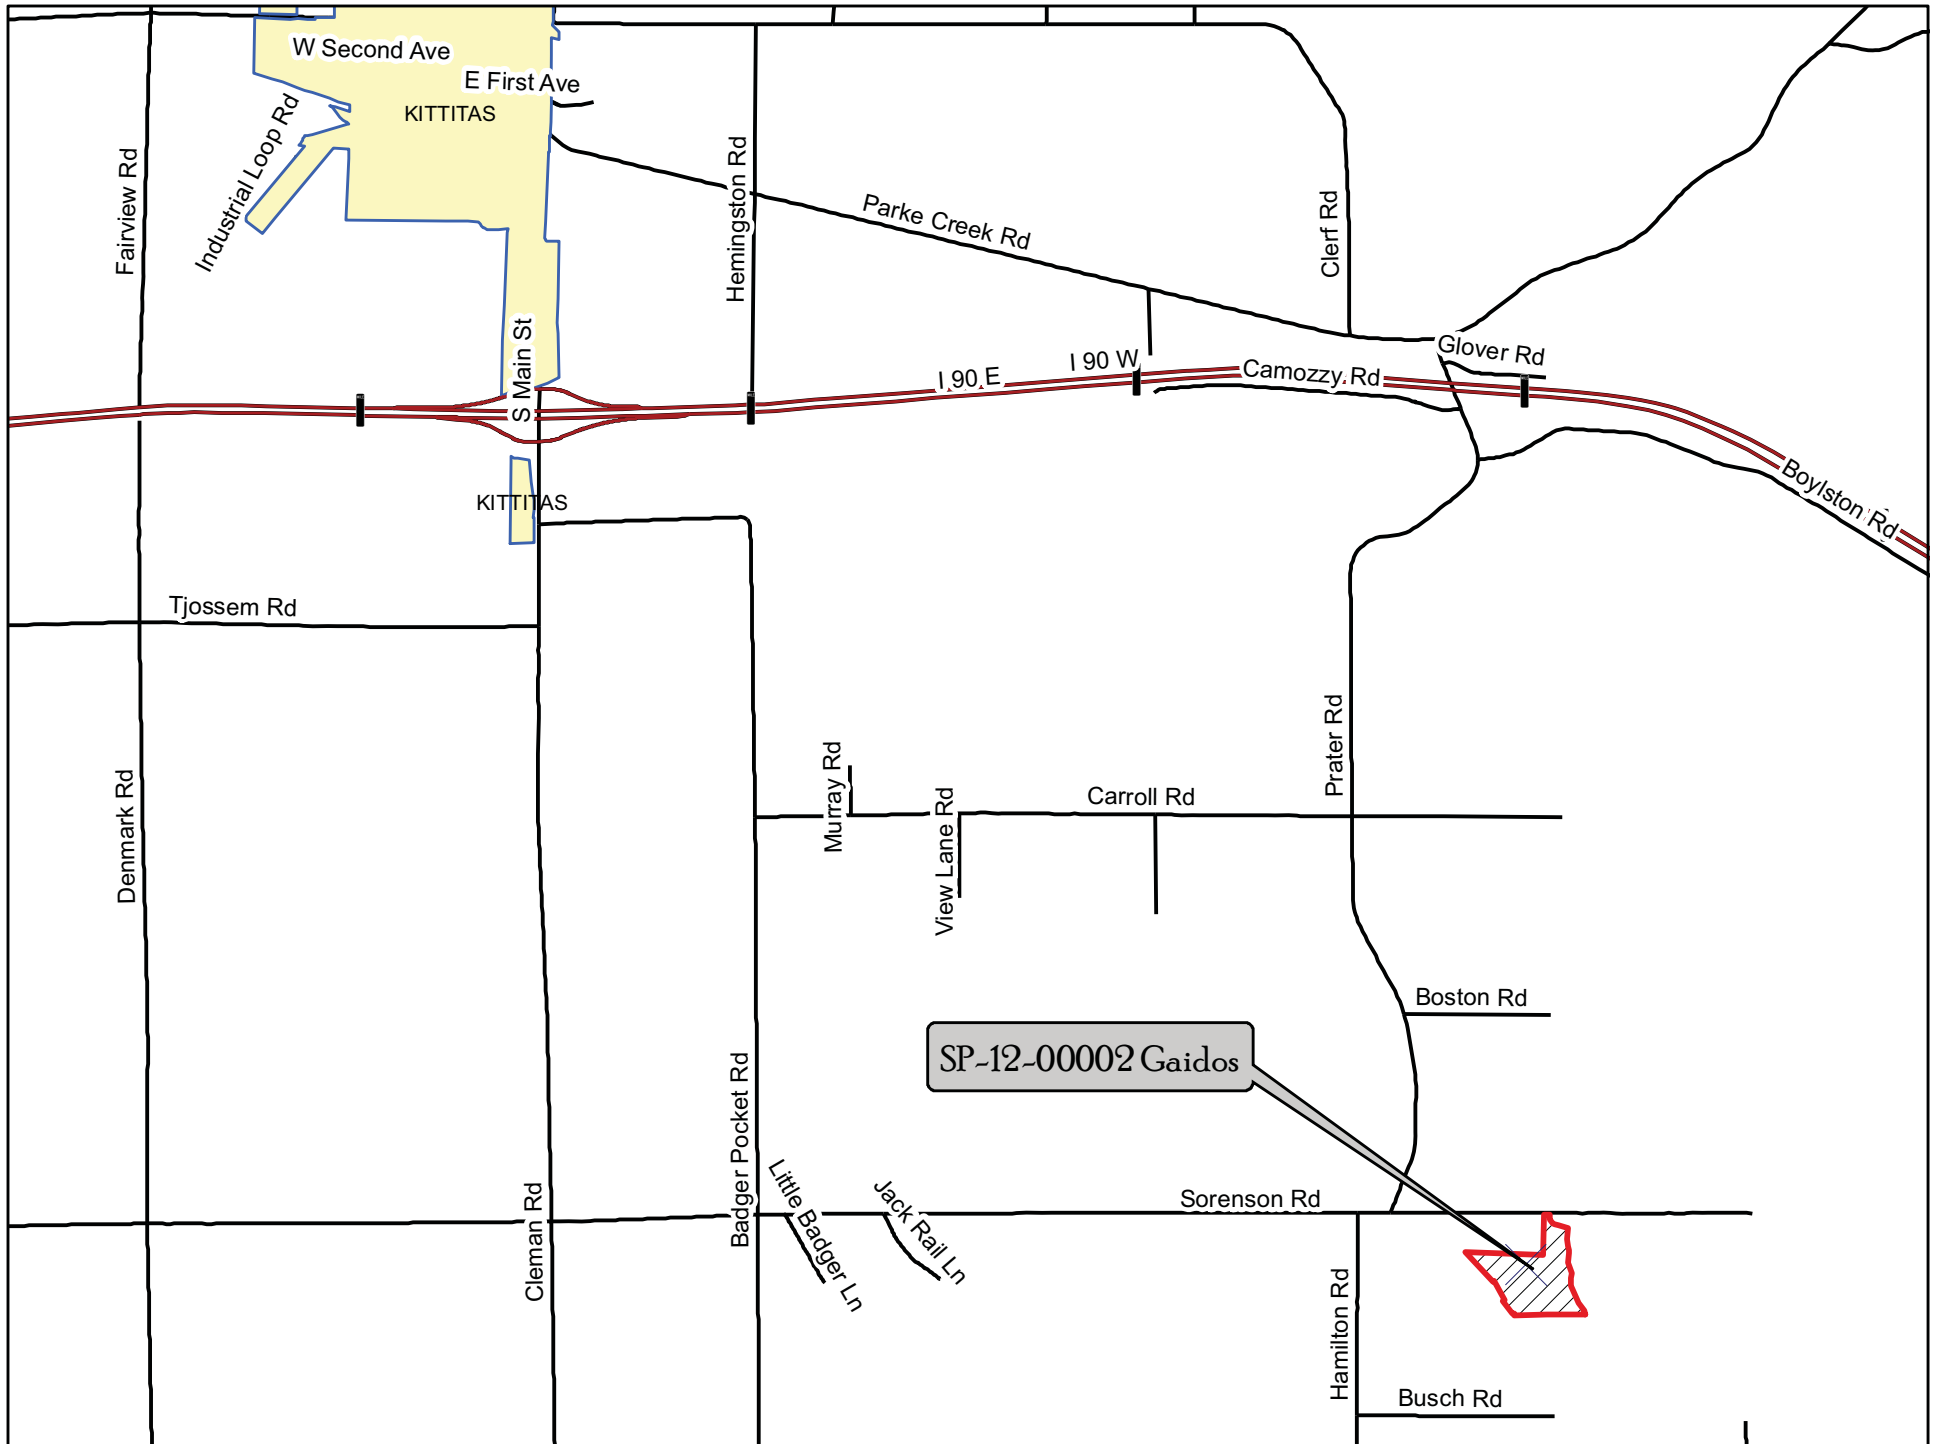 W Second Ave
E First Ave
KITTITAS
Industrial Loop Rd
Fairview Rd
Hemingston Rd
Parke Creek Rd
Clerf Rd
S Main St
I 90 E
I 90 W
Camozzy Rd
Glover Rd
Boylston Rd
KITTITAS
Tjossem Rd
Denmark Rd
Murray Rd
View Lane Rd
Carroll Rd
Prater Rd
Boston Rd
SP-12-00002 Gaidos
Badger Pocket Rd
Little Badger Ln
Jack Rail Ln
Sorenson Rd
Cleman Rd
Hamilton Rd
Busch Rd